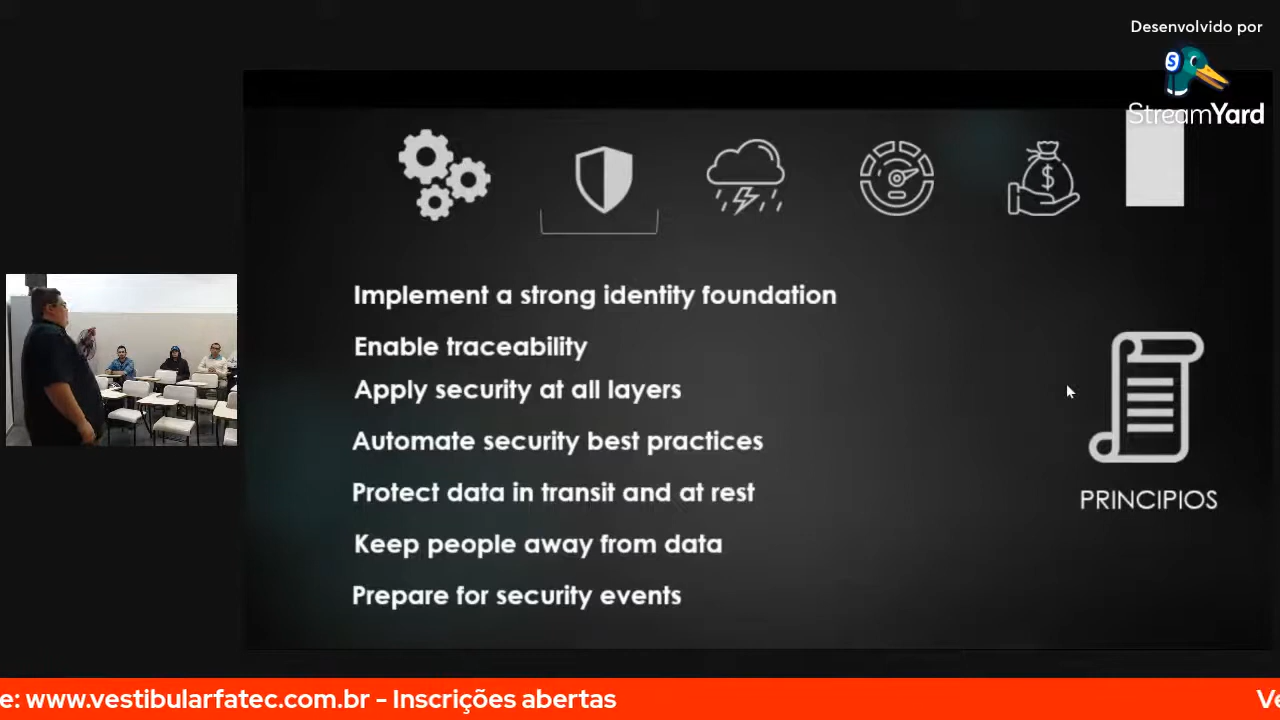 Desenvolvido por
StreamYard
Implement a strong identity foundation
Enable traceability
Apply security at all layers
Automate security best practices
Protect data in transit and at rest
Keep people away from data
Prepare for security events
PRINCIPIOS
e: www.vestibularfatec.com.br - Inscrições abertas
Ve